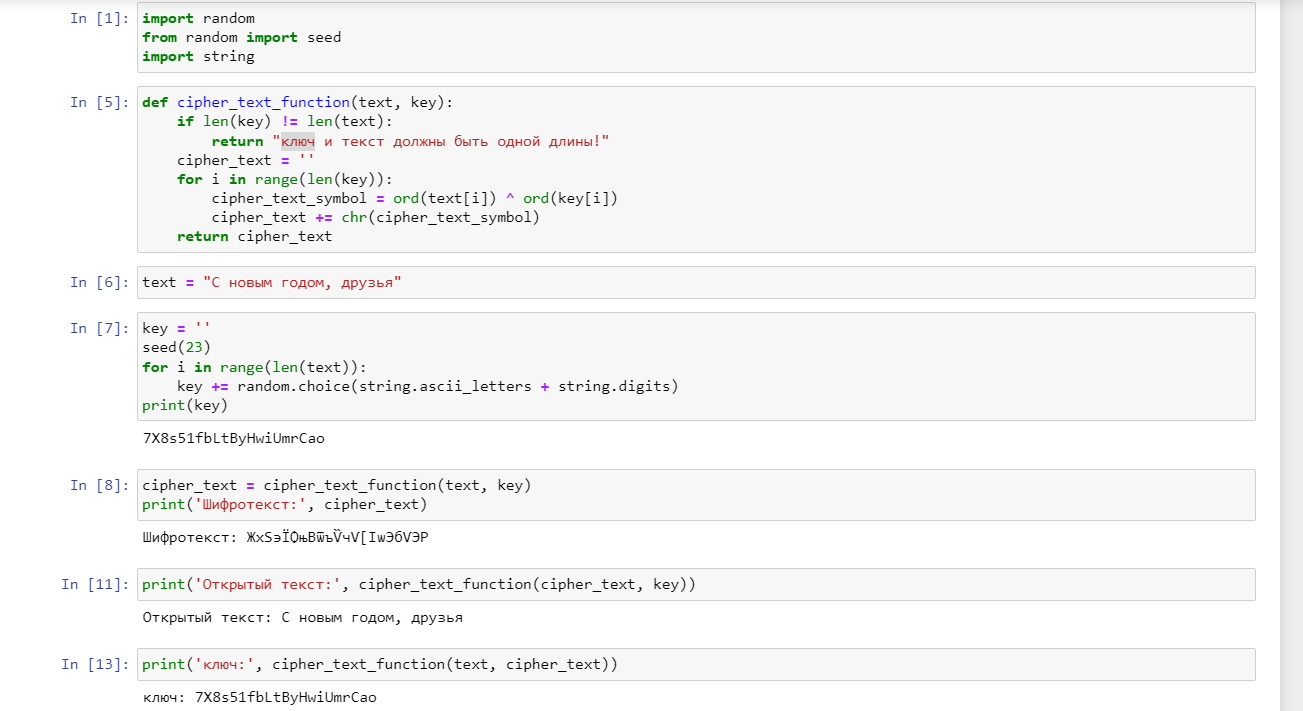 In [1]: import random
from random import seed
import string
In [5]: def cipher_text_function(text, key):
    if len(key) != len(text):
        return "ключ и текст должны быть одной длины!"
    cipher_text = ''
    for i in range(len(key)):
        cipher_text_symbol = ord(text[i]) ^ ord(key[i])
        cipher_text += chr(cipher_text_symbol)
    return cipher_text
In [6]: text = "С новым годом, друзья"
In [7]: key = ''
seed(23)
for i in range(len(text)):
    key += random.choice(string.ascii_letters + string.digits)
print(key)
7X8s51fbLtByHwiUmrCao
In [8]: cipher_text = cipher_text_function(text, key)
print('Шифротекст:', cipher_text)
Шифротекст:
In [11]: print('Открытый текст:', cipher_text_function(cipher_text, key))
Открытый текст: С новым годом, друзья
In [13]: print('ключ:', cipher_text_function(text, cipher_text))
ключ: 7X8s51fbLtByHwiUmrCao